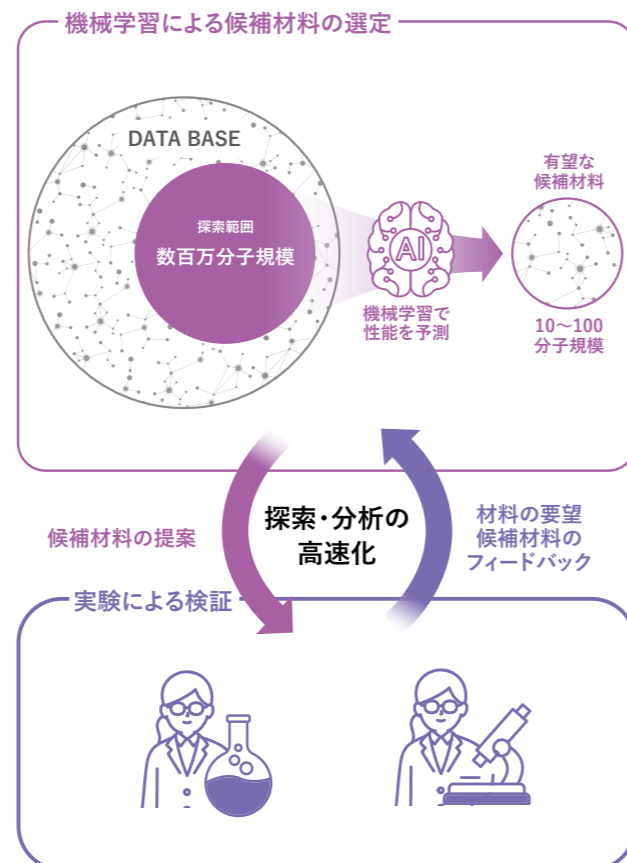 機械学習による候補材料の選定
DATA BASE
探索範囲
数百万分子規模
AI
機械学習で
性能を予測
有望な
候補材料
10〜100
分子規模
候補材料の提案
探索・分析の
高速化
材料の要望
候補材料の
フィードバック
実験による検証